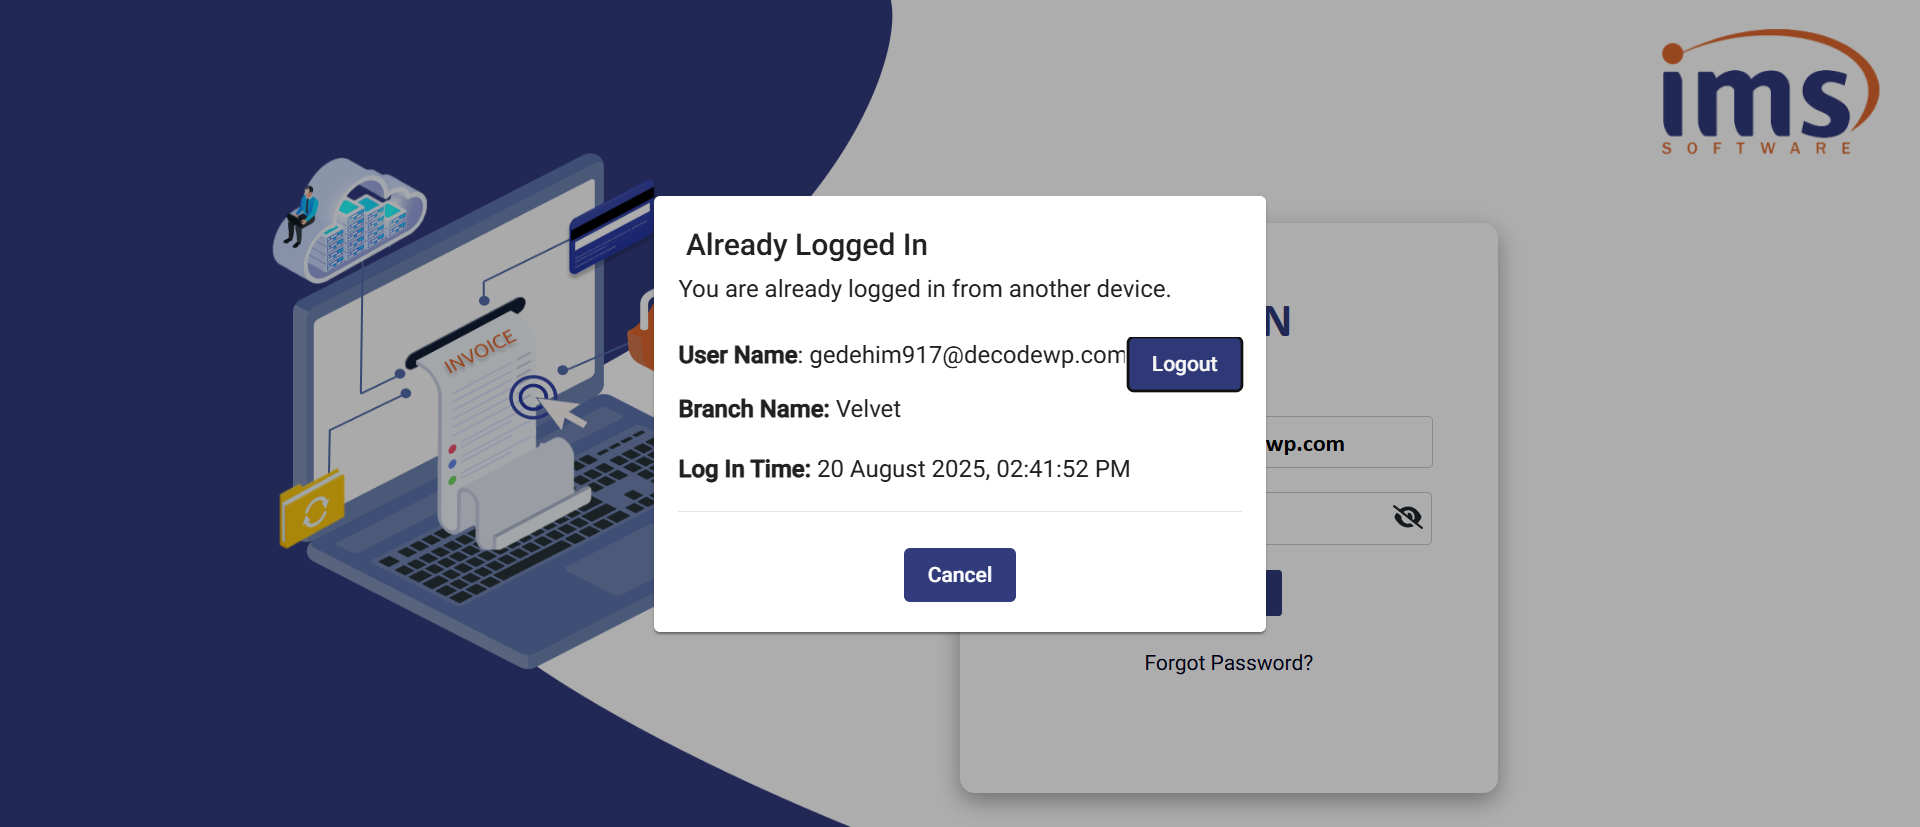 ims
SOFTWARE
INVOICE
Already Logged In
You are already logged in from another device.
User Name: gedehim917@decodewp.com
Logout
Branch Name: Velvet
Log In Time: 20 August 2025, 02:41:52 PM
Cancel
N
wp.com
Forgot Password?